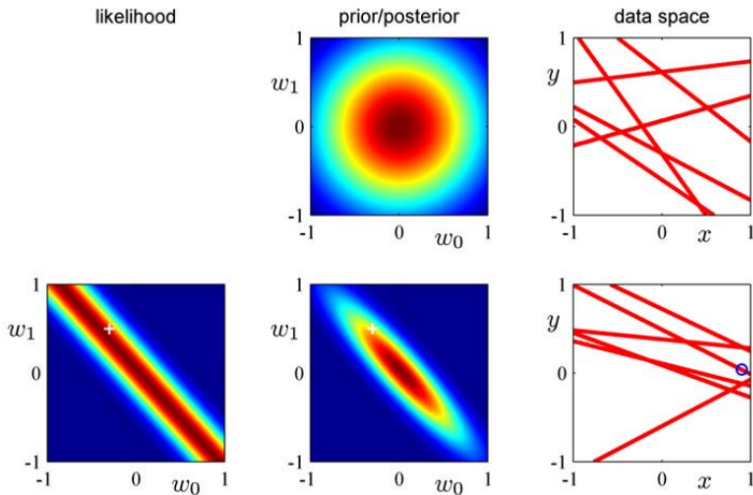 likelihood prior/posterior data space
1 1
w₁ y
0 0
-1 -1
-1 0 w₀ 1 -1 0 x 1
1 1 1
w₁ w₁ y
0 0 0
-1 -1 -1
-1 0 w₀ 1 -1 0 w₀ 1 -1 0 x 1